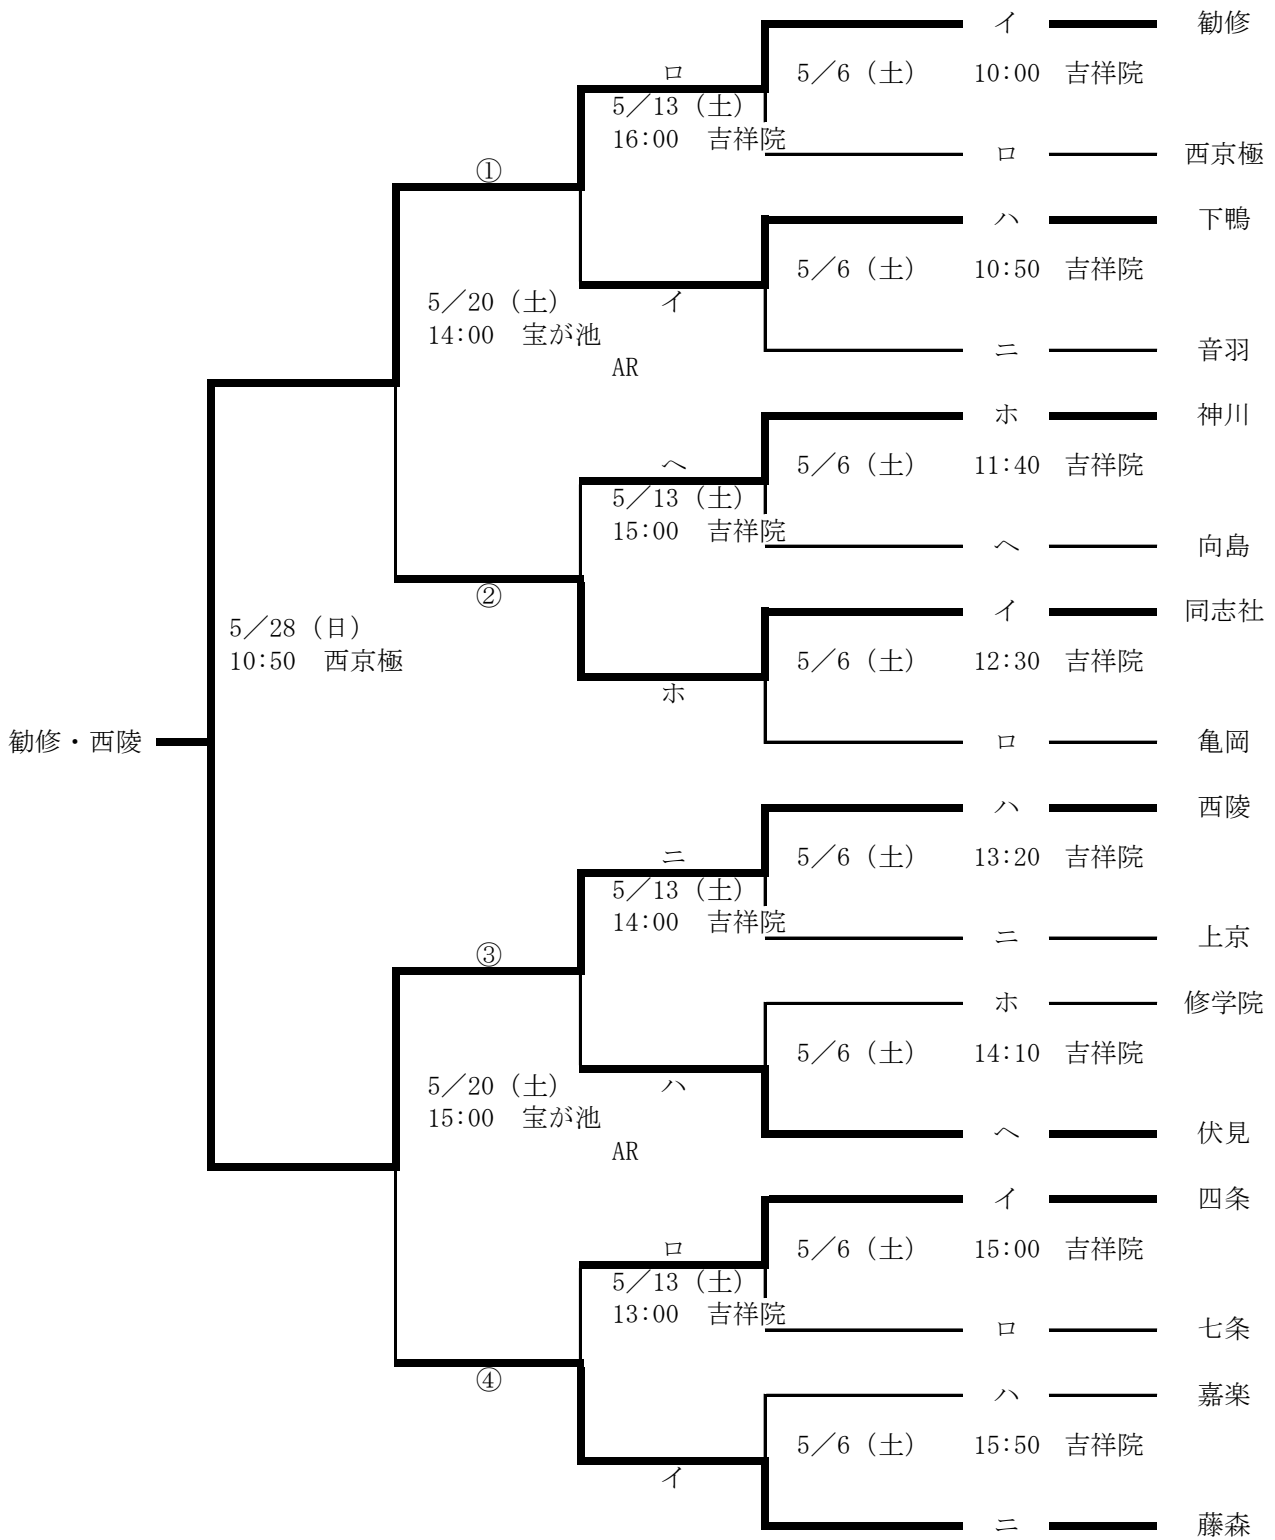 イ　勧修
5／6（土）　10:00　吉祥院
ロ
5／13（土）
16:00　吉祥院
ロ　西京極
①
ハ　下鴨
5／6（土）　10:50　吉祥院
イ
5／20（土）
14:00　宝が池
ニ　音羽
AR
ホ　神川
ヘ
5／6（土）　11:40　吉祥院
5／13（土）
15:00　吉祥院
ヘ　向島
②
イ　同志社
5／28（日）
10:50　西京極
5／6（土）　12:30　吉祥院
ホ
勧修・西陵
ロ　亀岡
ハ　西陵
ニ
5／6（土）　13:20　吉祥院
5／13（土）
14:00　吉祥院
ニ　上京
③
ホ　修学院
5／6（土）　14:10　吉祥院
ハ
5／20（土）
15:00　宝が池
ヘ　伏見
AR
イ　四条
ロ
5／6（土）　15:00　吉祥院
5／13（土）
13:00　吉祥院
ロ　七条
④
ハ　嘉楽
5／6（土）　15:50　吉祥院
イ
ニ　藤森